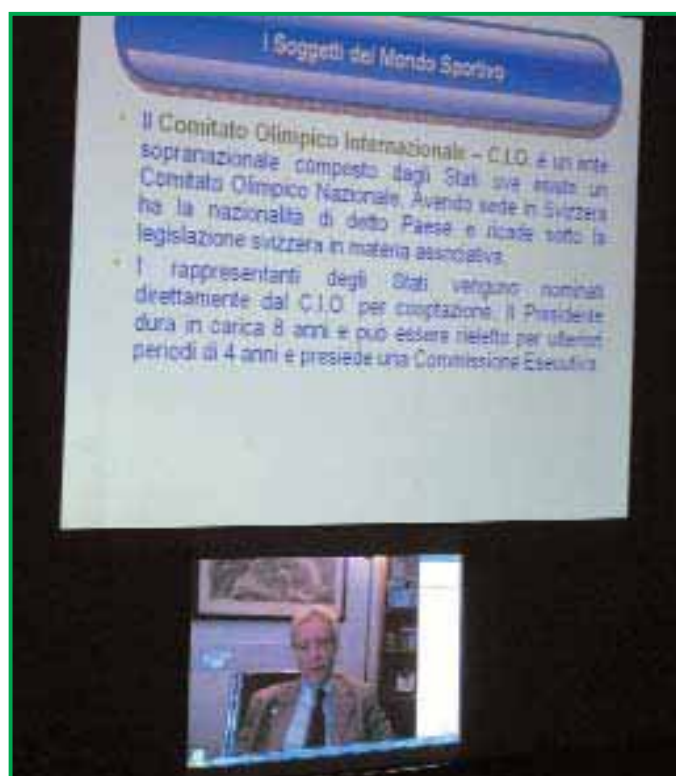 I Soggetti del Mondo Sportivo
Il Comitato Olimpico Internazionale – C.I.O. è un ente
sopranazionale composto dagli Stati ove esiste un
Comitato Olimpico Nazionale. Avendo sede in Svizzera
ha la nazionalità di detto Paese e ricade sotto la
legislazione svizzera in materia associativa.
I rappresentanti degli Stati vengono nominati
direttamente dal C.I.O. per cooptazione. Il Presidente
dura in carica 8 anni e può essere rieletto per ulteriori
periodi di 4 anni e presiede una Commissione Esecutiva.